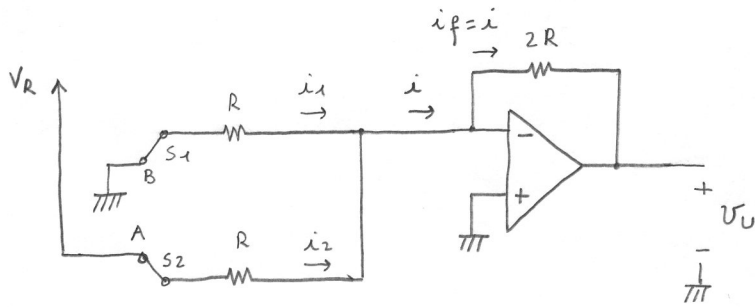 if = i
2R
VR
R
i1
i
S1
B
−
+
A
S2
R
i2
+
vu
−